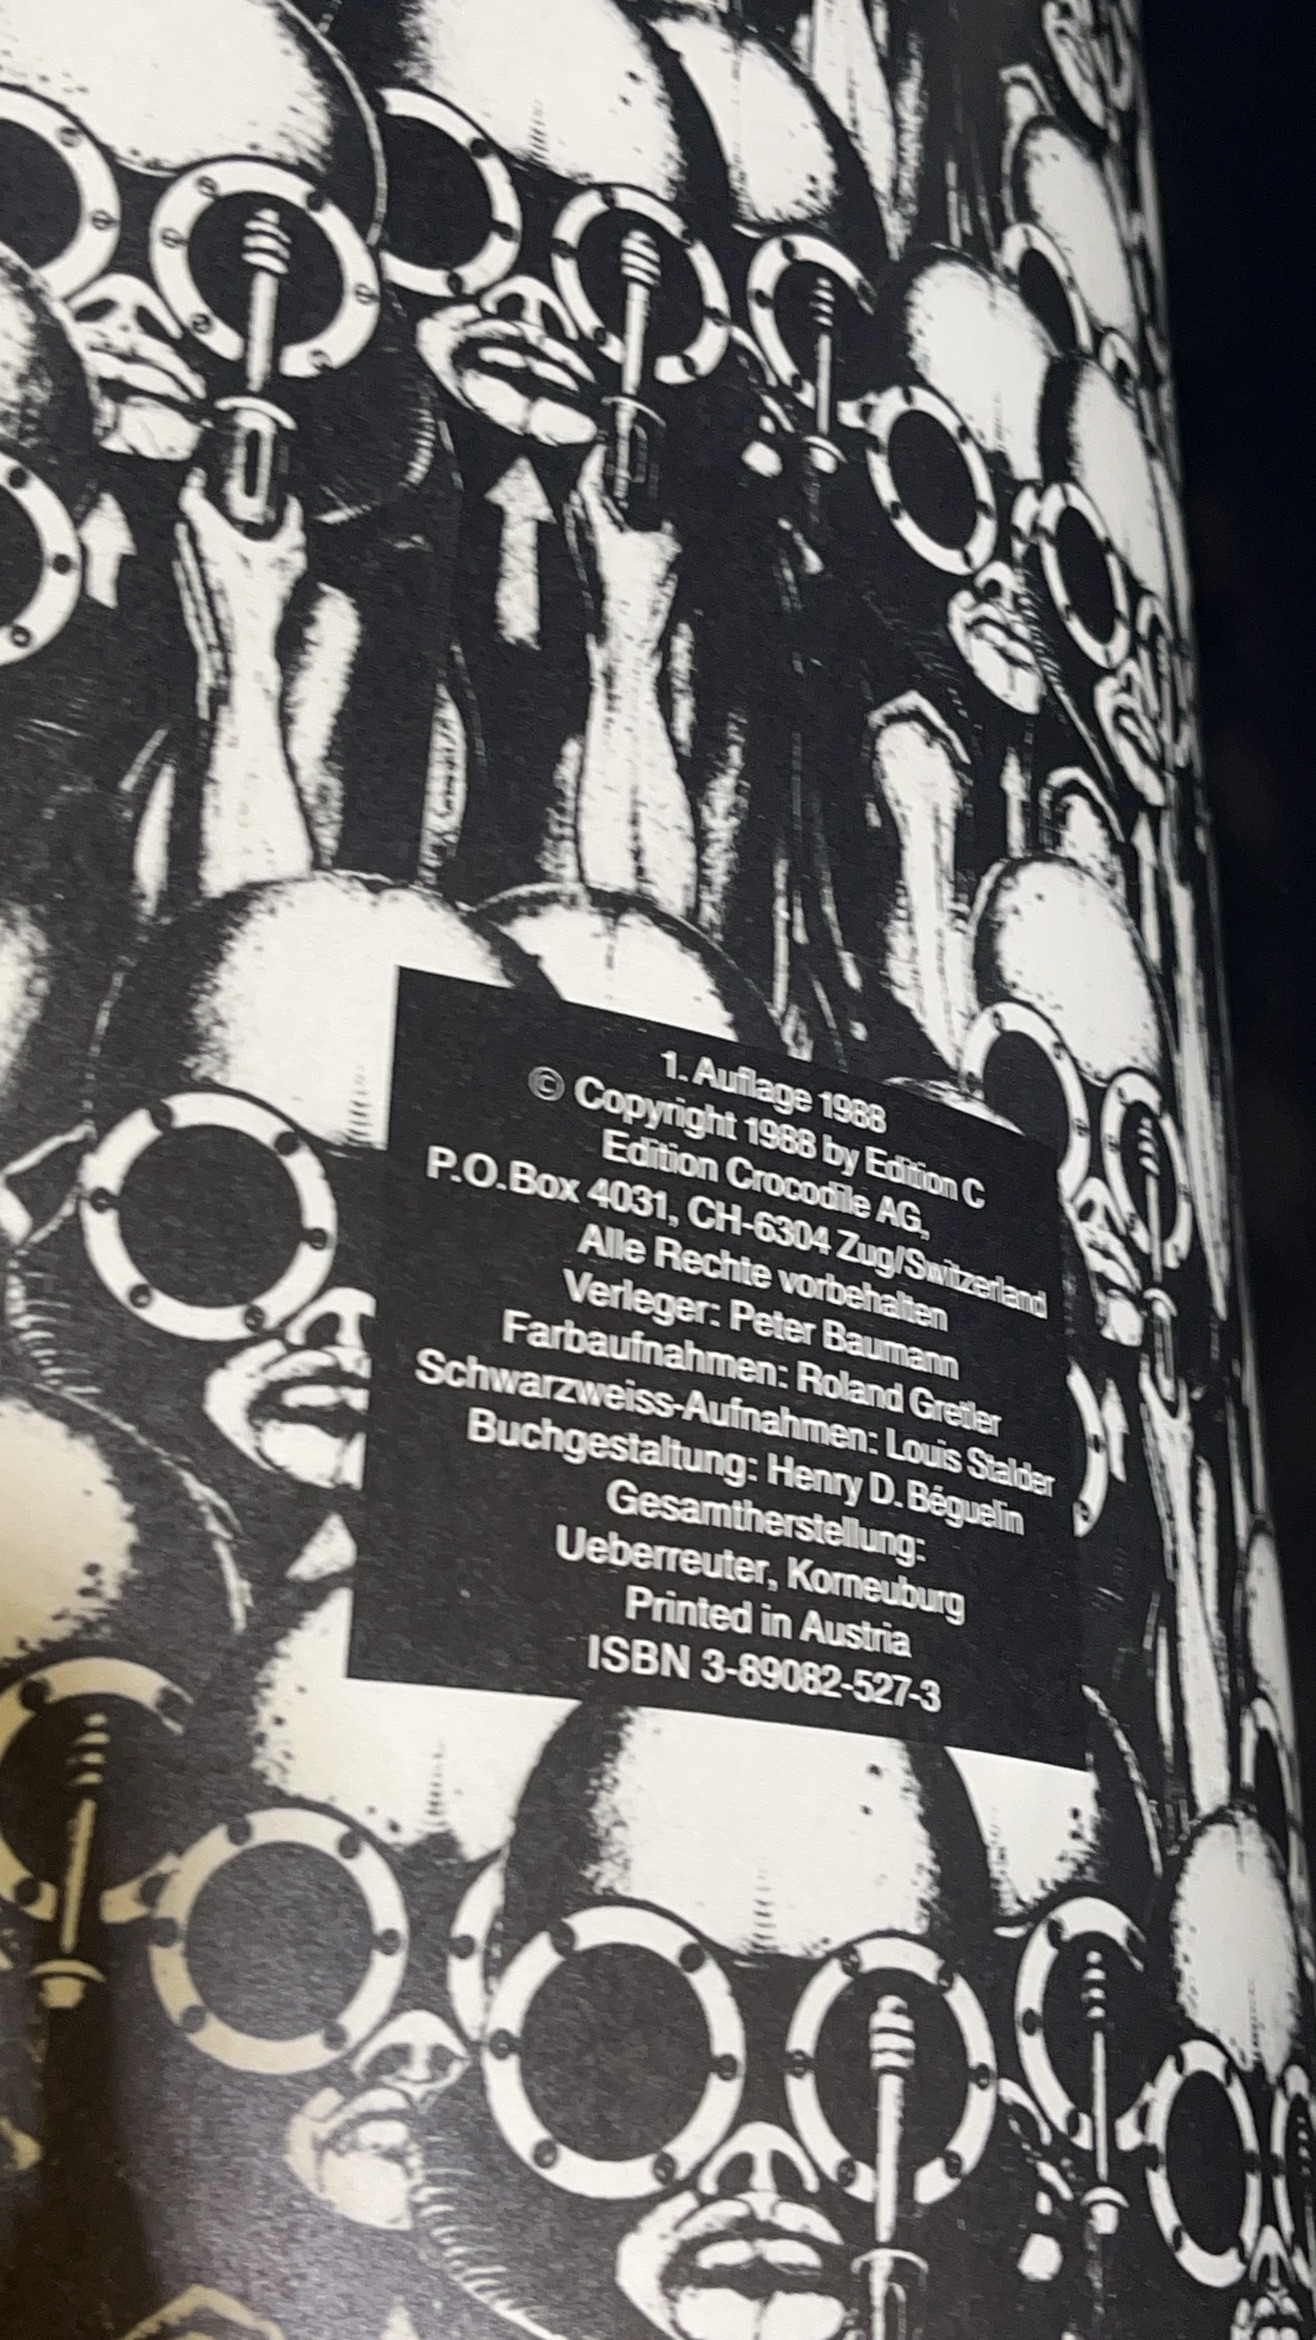 1. Auflage 1988
© Copyright 1988 by Edition C
Edition Crocodile AG,
P.O.Box 4031, CH-6304 Zug/Switzerland
Alle Rechte vorbehalten
Verleger: Peter Baumann
Farbaufnahmen: Roland Gretler
Schwarzweiss-Aufnahmen: Louis Stalder
Buchgestaltung: Henry D. Béguelin
Gesamtherstellung:
Ueberreuter, Korneuburg
Printed in Austria
ISBN 3-89082-527-3